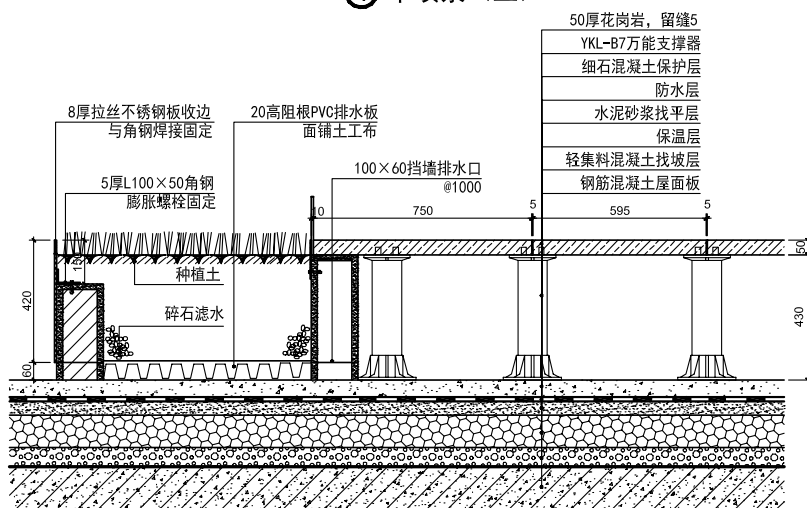 50厚花岗岩，留缝5
YKL-B7万能支撑器
细石混凝土保护层
防水层
水泥砂浆找平层
保温层
轻集料混凝土找坡层
钢筋混凝土屋面板
8厚拉丝不锈钢板收边
与角钢焊接固定
20高阻根PVC排水板
面铺土工布
100×60挡墙排水口
@1000
5厚L100×50角钢
膨胀螺栓固定
10
750
5
595
5
150
种植土
碎石滤水
420
60
50
430